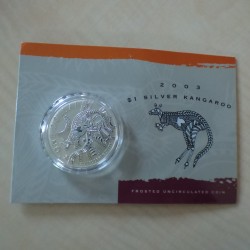 2003
$1 SILVER KANGAROO
FROSTED UNCIRCULATED COIN